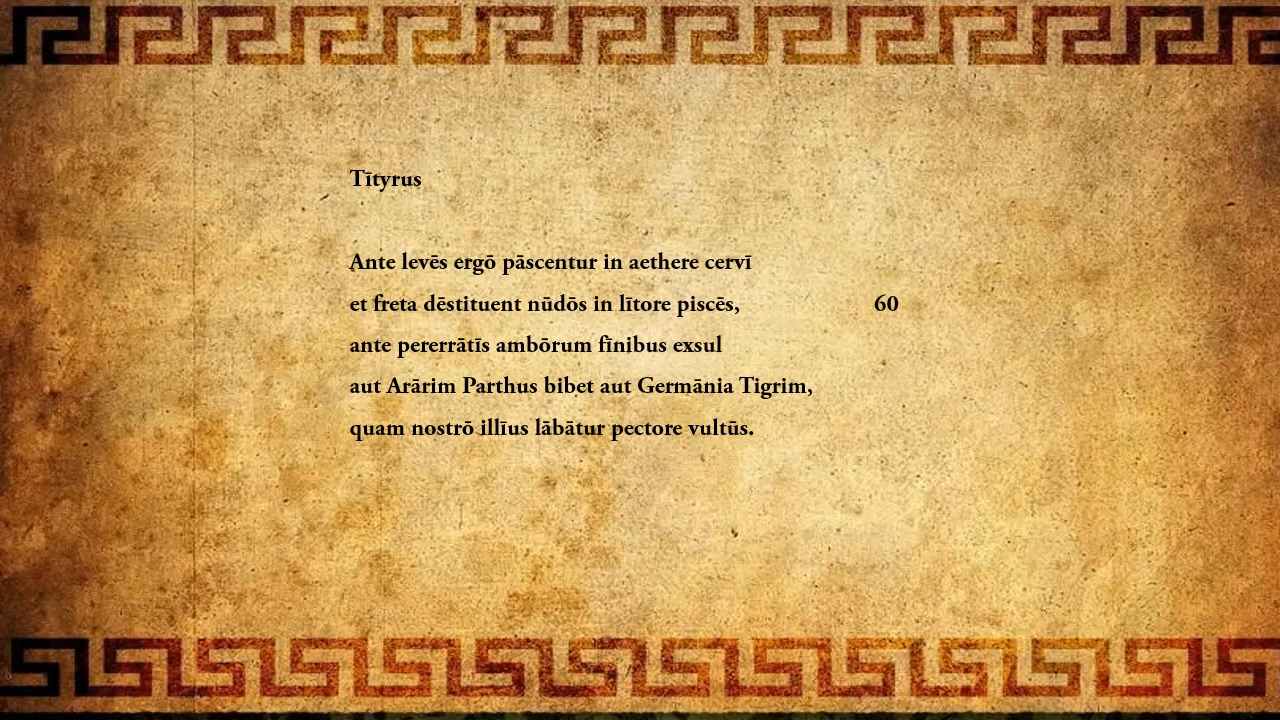 Tītyrus
Ante levēs ergō pāscentur in aethere cervī
et freta dēstituent nūdōs in lītore piscēs, 60
ante pererrātīs ambōrum fīnibus exsul
aut Arārim Parthus bibet aut Germānia Tigrim,
quam nostrō illīus lābātur pectore vultūs.